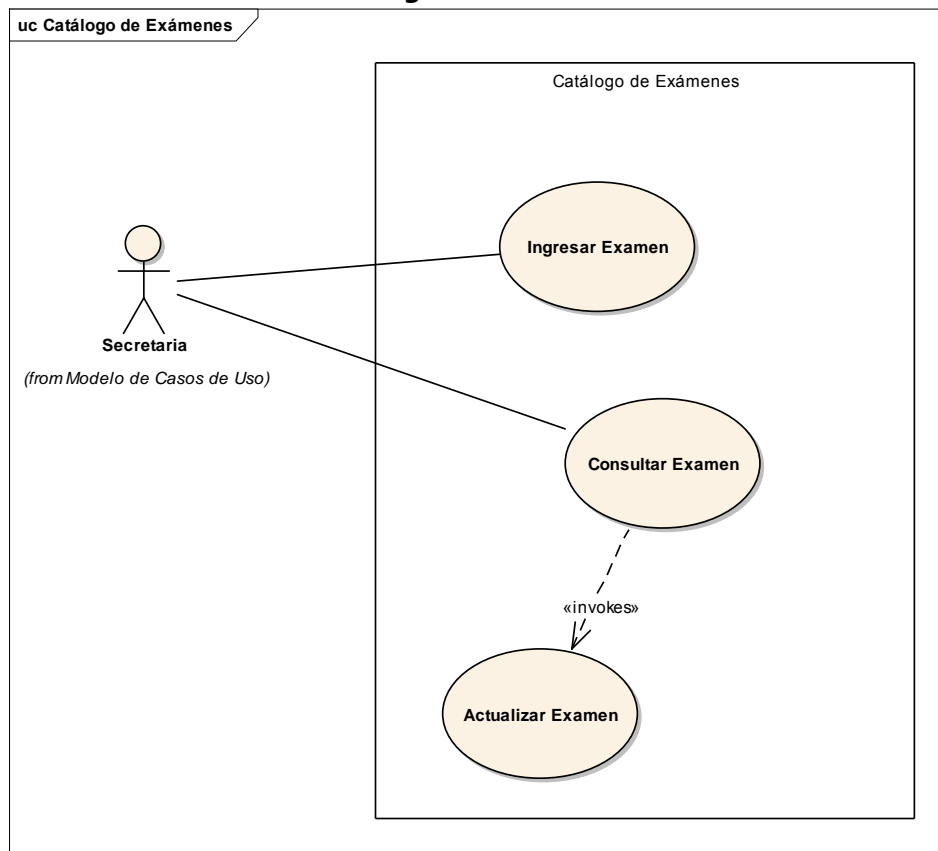 uc Catálogo de Exámenes
Catálogo de Exámenes
Ingresar Examen
Secretaria
(from Modelo de Casos de Uso)
Consultar Examen
«invokes»
Actualizar Examen